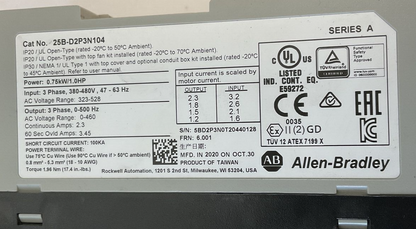 Cat No. 25B-D2P3N104
SERIES A
IP20 / UL Open-Type (rated -20°C to 50°C Ambient)
IP20 / UL Open-Type with top fan kit installed (rated -20°C to 70°C Ambient)
IP30 / NEMA 1/ UL Type 1 with top cover and optional conduit box kit installed (rated -20°C
to 45°C Ambient). Refer to user manual.
Power: 0.75kW/1.0HP
Input: 3 Phase, 380-480V, 47 - 63 Hz
AC Voltage Range: 323-528
Output: 3 Phase, 0-500 Hz
AC Voltage Range: 0-460
Continuous Amps: 2.3
60 Sec Ovld Amps: 3.45
SHORT CIRCUIT CURRENT: 100KA
POWER TERMINAL WIRE:
Use 75°C Wire (Use 90°C Cu Wire if > 50°C ambient)
0.8 mm² - 5.3 mm² (18 - 10 AWG)
Torque 1.96 Nm (17.4 in.-lbs.)
Input current is scaled by
motor current.
OUTPUT INPUT
2.3 3.2
1.8 2.6
1.5 2.1
1.2 1.6
S/N: 5BD2P3N0T20440128
FRN: 6.001
MFD. IN 2020 ON OCT.30
PRODUCT OF TAIWAN
Rockwell Automation, 1201 S 2nd St, Milwaukee, WI 53204, USA
C UL US
LISTED
IND. CONT. EQ.
E59272
TÜVRheinland
Functional
Safety
Type
Approved
CE
0035
Ex II (2) GD
TUV 12 ATEX 7199 X
EAC
AB Allen-Bradley